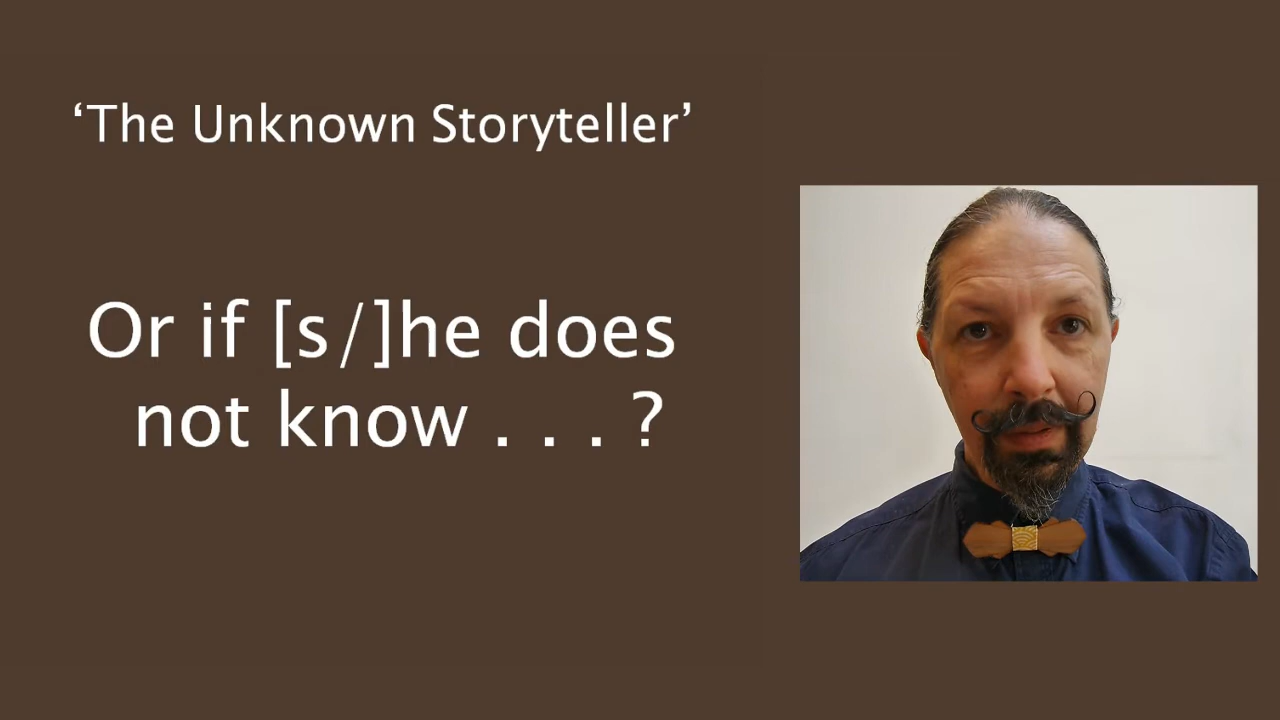 ‘The Unknown Storyteller’
Or if [s/]he does
not know . . . ?